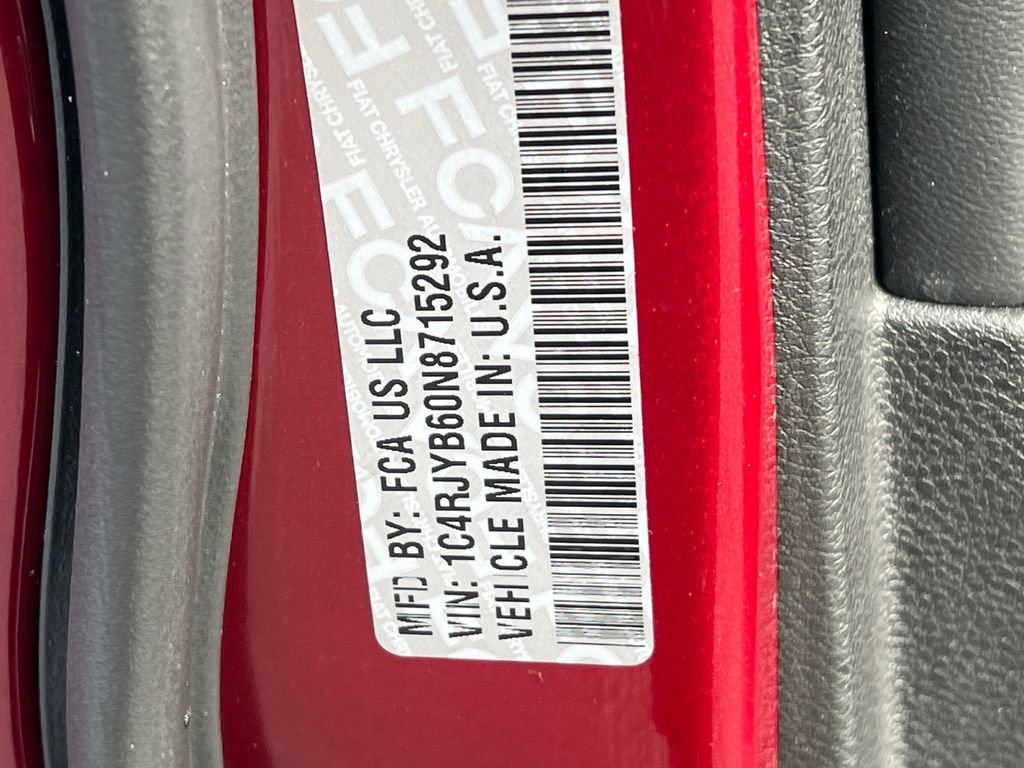 MFD BY: FCA US LLC
VIN: 1C4RJYB60N8715292
VEHICLE MADE IN: U.S.A.